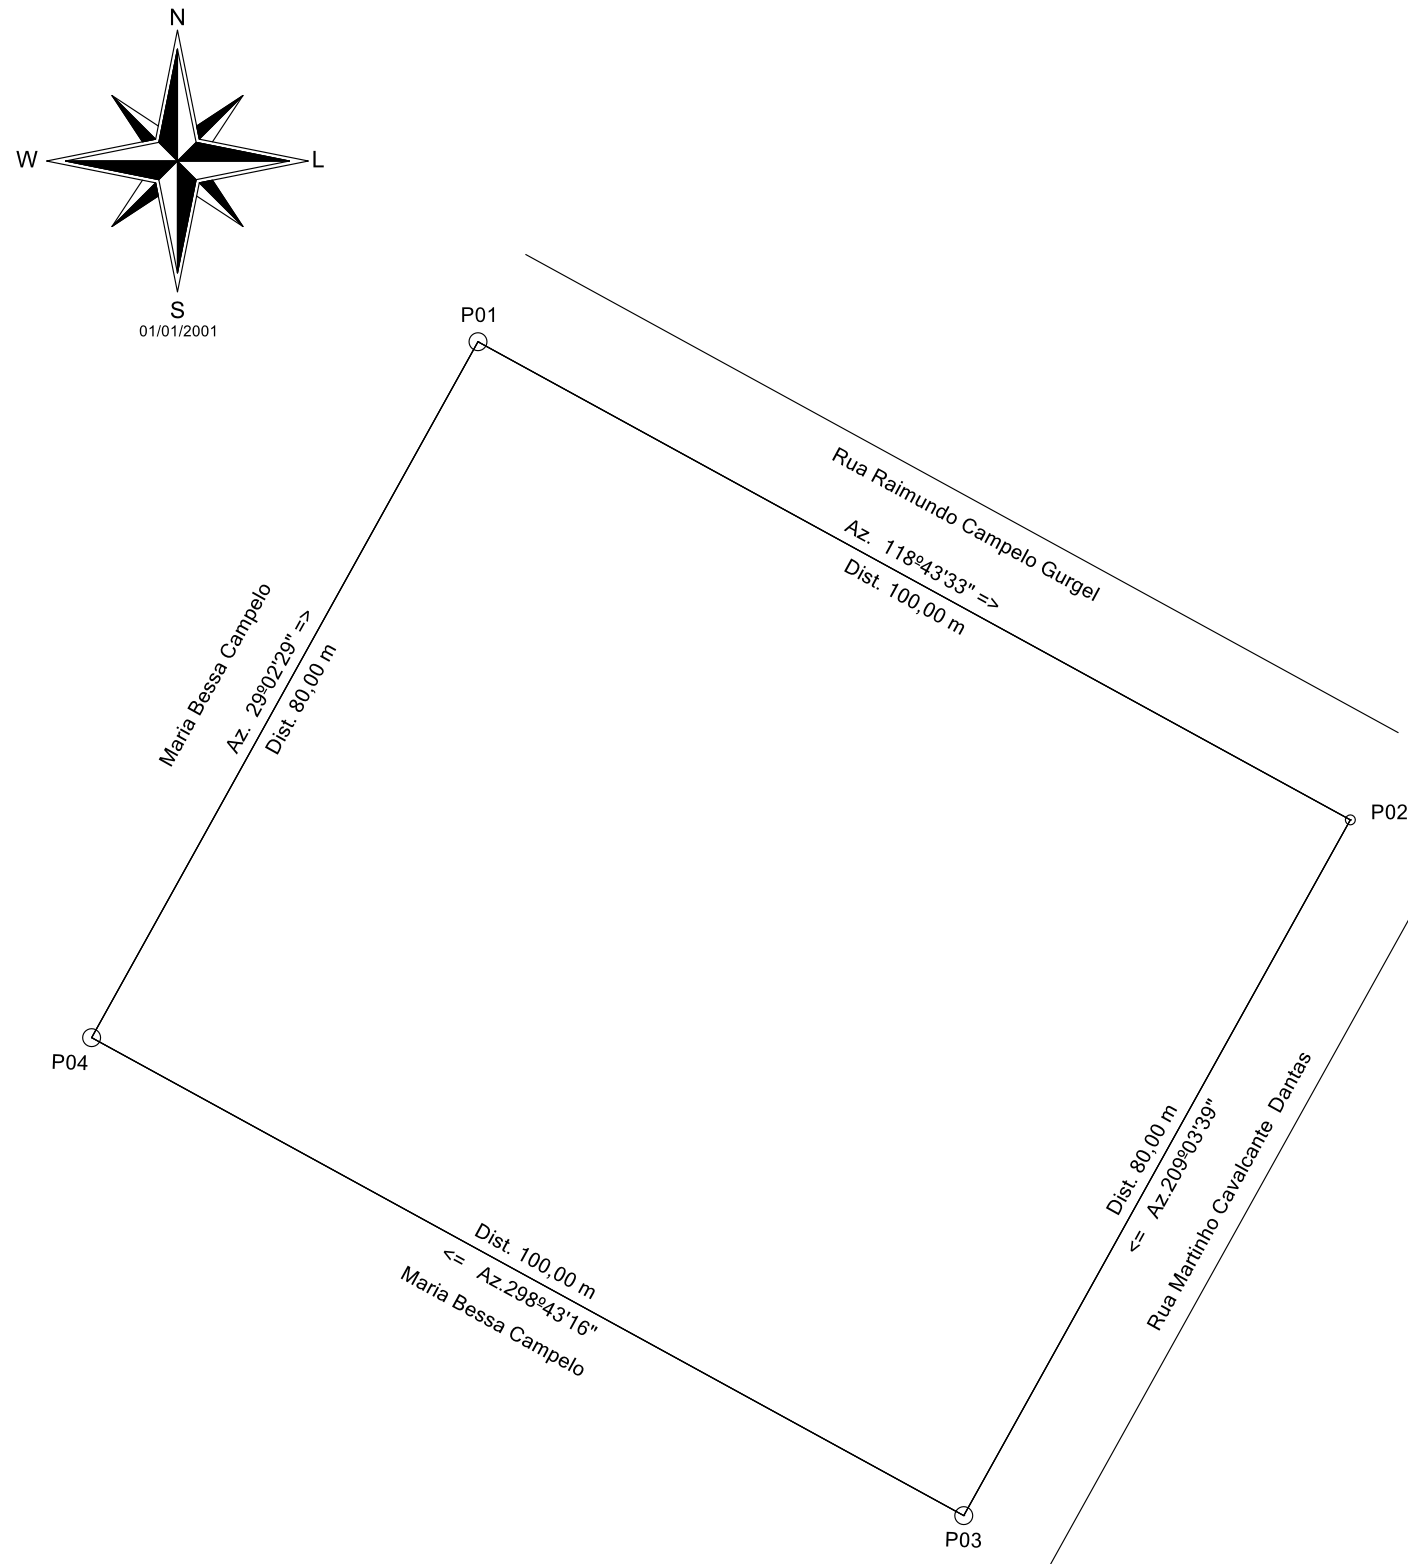 N
W
L
S
01/01/2001
P01
Rua Raimundo Campelo Gurgel
Az.  118º43'33" =>
Dist. 100,00 m
Maria Bessa Campelo
Az.  29º02'29" =>
Dist. 80,00 m
P02
P04
Dist. 80,00 m
<=  Az.209º03'39"
Rua Martinho Cavalcante  Dantas
Dist. 100,00 m
<=  Az.298º43'16"
Maria Bessa Campelo
P03